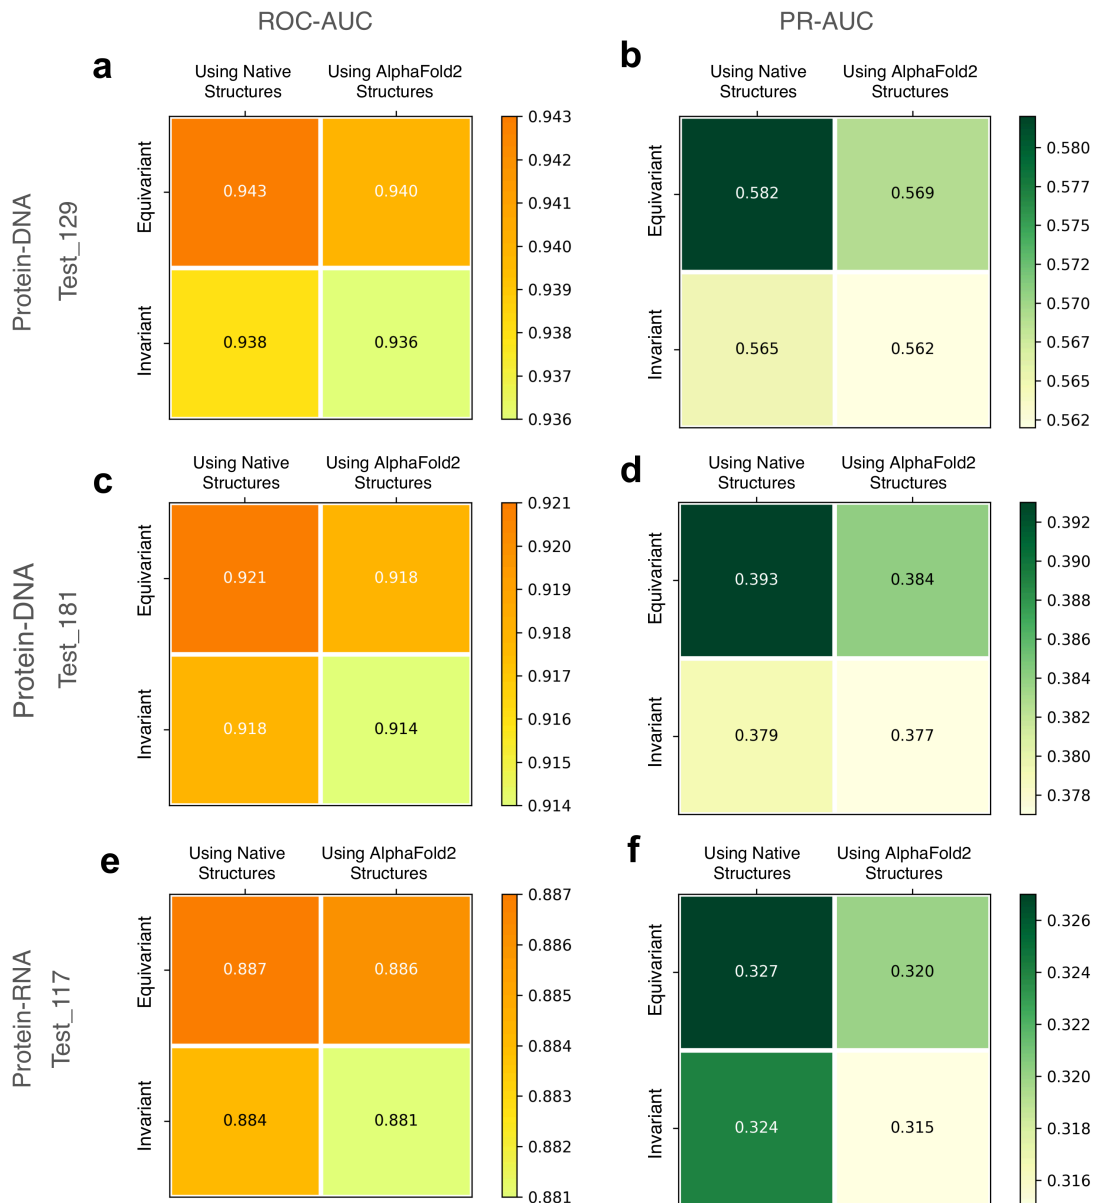 ROC-AUC
PR-AUC
a
Using Native
Structures
Using AlphaFold2
Structures
Protein-DNA
Test_129
Equivariant
Invariant
0.943
0.940
0.938
0.936
0.943
0.942
0.941
0.940
0.939
0.938
0.937
0.936
b
Using Native
Structures
Using AlphaFold2
Structures
Equivariant
Invariant
0.582
0.569
0.565
0.562
0.580
0.577
0.575
0.572
0.570
0.567
0.565
0.562
c
Using Native
Structures
Using AlphaFold2
Structures
Protein-DNA
Test_181
Equivariant
Invariant
0.921
0.918
0.918
0.914
0.921
0.920
0.919
0.918
0.917
0.916
0.915
0.914
d
Using Native
Structures
Using AlphaFold2
Structures
Equivariant
Invariant
0.393
0.384
0.379
0.377
0.392
0.390
0.388
0.386
0.384
0.382
0.380
0.378
e
Using Native
Structures
Using AlphaFold2
Structures
Protein-RNA
Test_117
Equivariant
Invariant
0.887
0.886
0.884
0.881
0.887
0.886
0.885
0.884
0.883
0.882
0.881
f
Using Native
Structures
Using AlphaFold2
Structures
Equivariant
Invariant
0.327
0.320
0.324
0.315
0.326
0.324
0.322
0.320
0.318
0.316